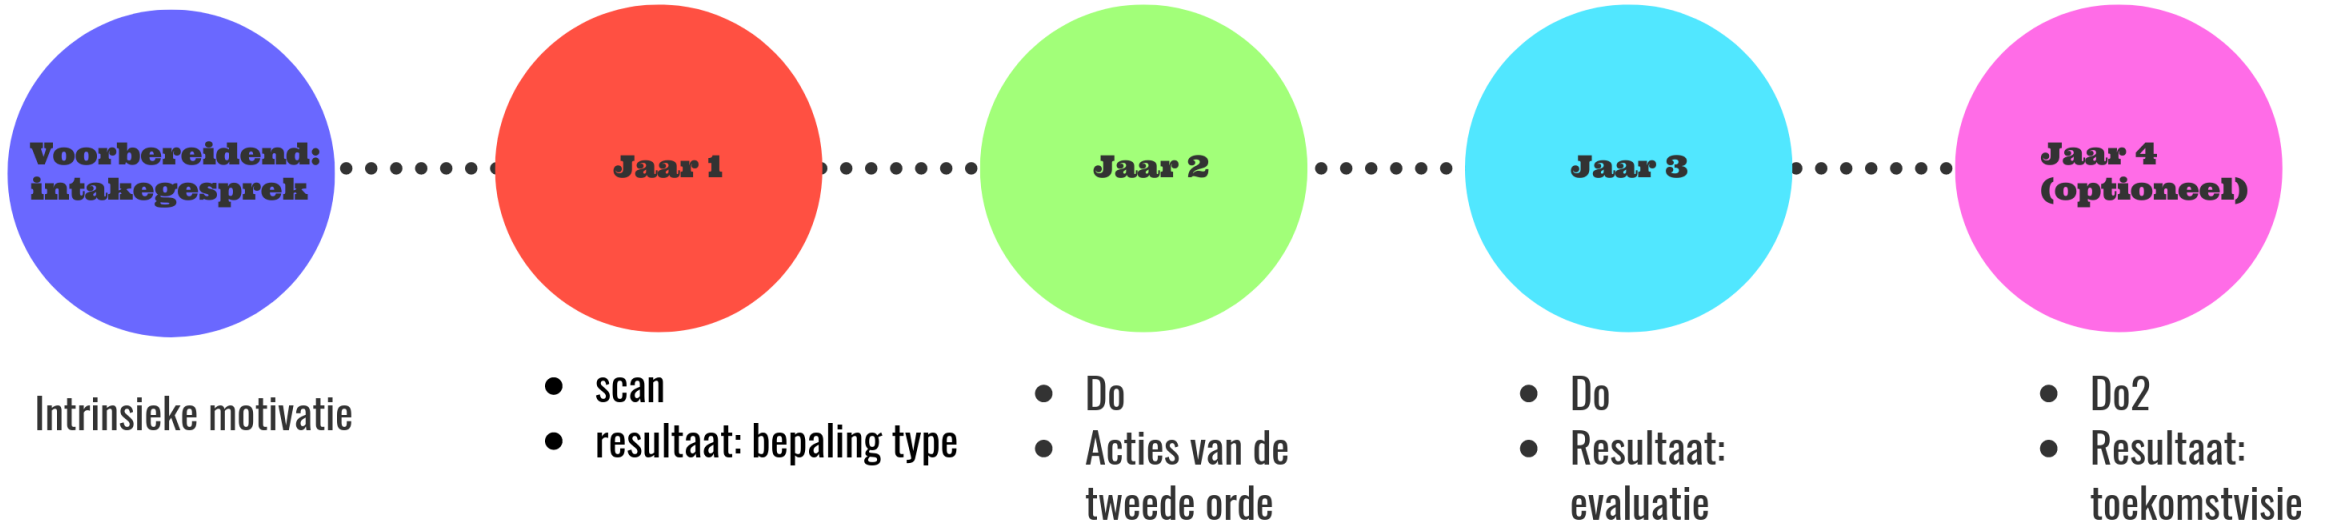 Voorbereidend:
intakegesprek
Jaar 1
Jaar 2
Jaar 3
Jaar 4
(optioneel)
Intrinsieke motivatie
• scan
• resultaat: bepaling type
• Do
• Acties van de
tweede orde
• Do
• Resultaat:
evaluatie
• Do2
• Resultaat:
toekomstvisie